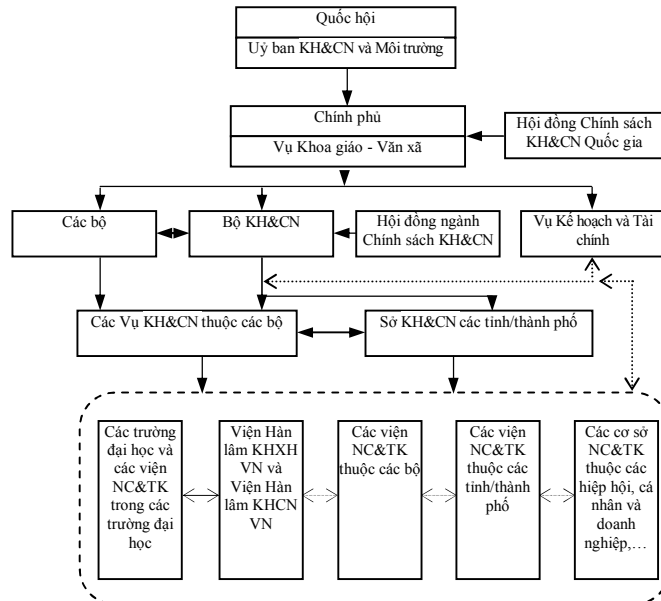 Quốc hội
Uỷ ban KH&CN và Môi trường
Chính phủ
Vụ Khoa giáo - Văn xã
Hội đồng Chính sách
KH&CN Quốc gia
Các bộ
Bộ KH&CN
Hội đồng ngành
Chính sách KH&CN
Vụ Kế hoạch và Tài
chính
Các Vụ KH&CN thuộc các bộ
Sở KH&CN các tỉnh/thành phố
Các trường
đại học và
các viện
NC&TK
trong các
trường đại
học
Viện Hàn
lâm KHXH
VN và
Viện Hàn
lâm KHCN
VN
Các viện
NC&TK
thuộc các bộ
Các viện
NC&TK
thuộc các
tỉnh/thành
phố
Các cơ sở
NC&TK
thuộc các
hiệp hội, cá
nhân và
doanh
nghiệp,…